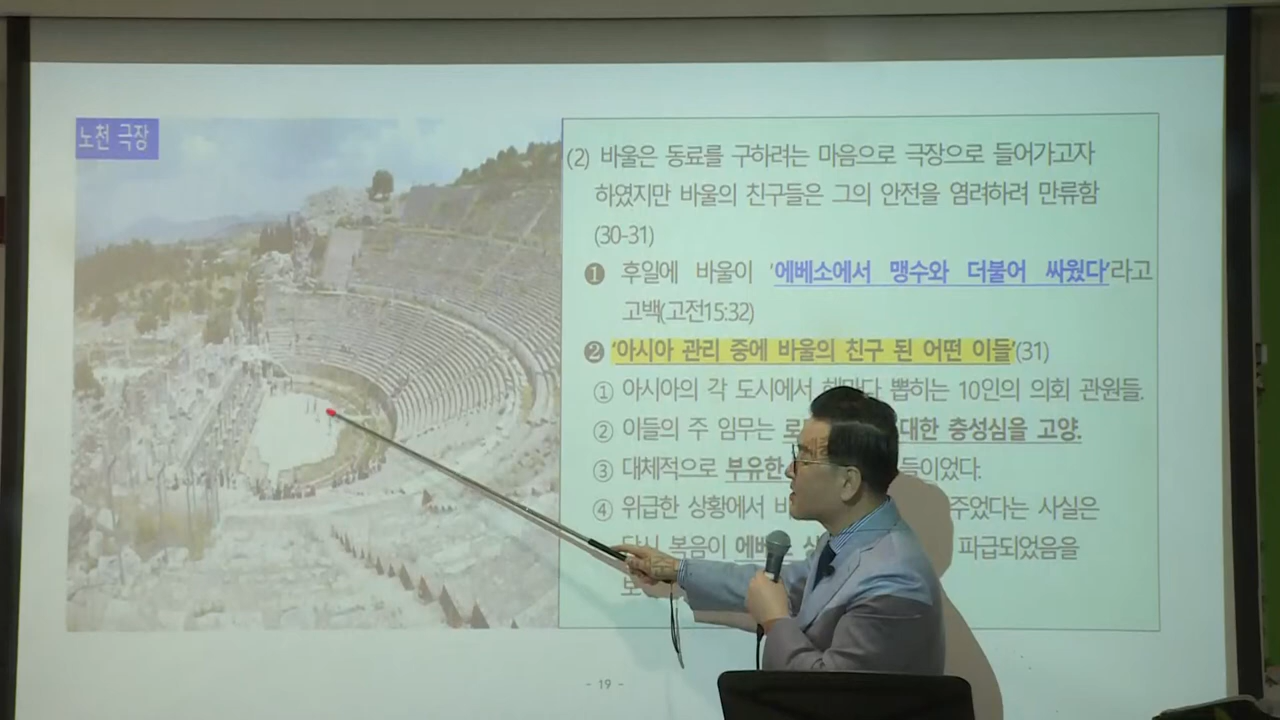 노천 극장
(2) 바울은 동료를 구하려는 마음으로 극장으로 들어가고자
하였지만 바울의 친구들은 그의 안전을 염려하려 만류함
(30-31)
❶ 후일에 바울이 '에베소에서 맹수와 더불어 싸웠다'라고
고백(고전15:32)
❷ '아시아 관리 중에 바울의 친구 된 어떤 이들'(31)
① 아시아의 각 도시에서 해마다 뽑히는 10인의 의회 관원들.
② 이들의 주 임무는 대한 충성심을 고양.
③ 대체적으로 부유한 들이었다.
④ 위급한 상황에서 주었다는 사실은
당시 복음이 파급되었음을
- 19 -